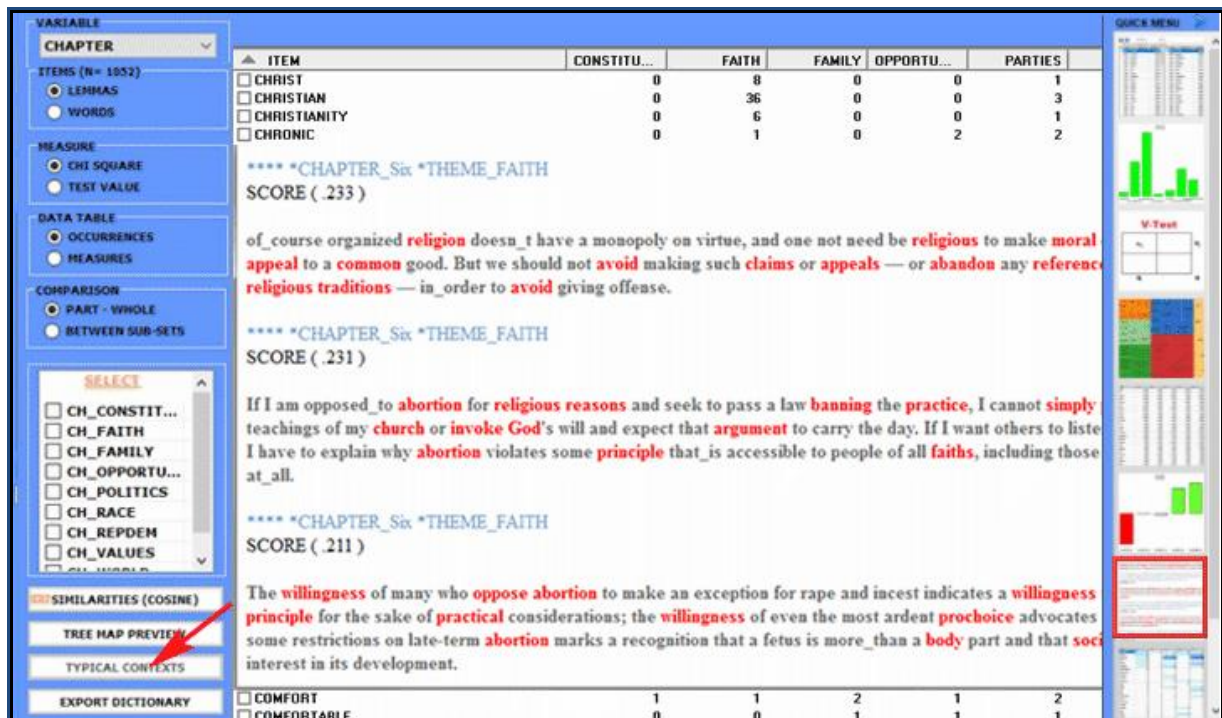 VARIABLE
CHAPTER
ITEMS (N= 1852)
LEMMAS
WORDS
MEASURE
CHI SQUARE
TEST VALUE
DATA TABLE
OCCURRENCES
MEASURES
COMPARISON
PART - WHOLE
BETWEEN SUB-SETS
SELECT
CH_CONSTIT...
CH_FAITH
CH_FAMILY
CH_OPPORTU...
CH_POLITICS
CH_RACE
CH_REPDEM
CH_VALUES
SIMILARITIES (COSINE)
TREE MAP PREVIEW
TYPICAL CONTEXTS
EXPORT DICTIONARY
ITEM CONSTITU... FAITH FAMILY OPPORTU... PARTIES
CHRIST 0 8 0 0 1
CHRISTIAN 0 36 0 0 3
CHRISTIANITY 0 6 0 0 1
CHRONIC 0 1 0 2 2
**** *CHAPTER_Six *THEME_FAITH
SCORE ( .233 )
of_course organized religion doesn_t have a monopoly on virtue, and one not need be religious to make moral
appeal to a common good. But we should not avoid making such claims or appeals — or abandon any reference
religious traditions — in_order to avoid giving offense.
**** *CHAPTER_Six *THEME_FAITH
SCORE ( .231 )
If I am opposed_to abortion for religious reasons and seek to pass a law banning the practice, I cannot simply
teachings of my church or invoke God's will and expect that argument to carry the day. If I want others to liste
I have to explain why abortion violates some principle that_is accessible to people of all faiths, including those
at_all.
**** *CHAPTER_Six *THEME_FAITH
SCORE ( .211 )
The willingness of many who oppose abortion to make an exception for rape and incest indicates a willingness
principle for the sake of practical considerations; the willingness of even the most ardent prochoice advocates
some restrictions on late-term abortion marks a recognition that a fetus is more_than a body part and that soci
interest in its development.
COMFORT 1 1 2 1 2
COMFORTABLE 0 0 1 1 1
QUICK MENU
V-Test